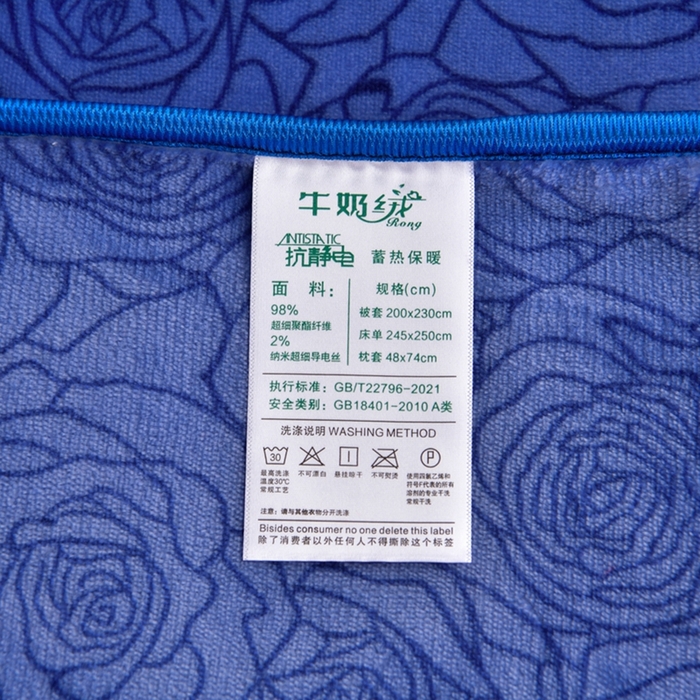 牛奶绒
Rong
ANTISTATIC
抗静电 蓄热保暖
面 料： 规格(cm)
98% 被套 200x230cm
超细聚酯纤维 床单 245x250cm
2%
纳米超细导电丝 枕套 48x74cm
执行标准：GB/T22796-2021
安全类别：GB18401-2010 A类
洗涤说明 WASHING METHOD
30 P
最高洗涤 不可漂白 悬挂晾干 不可熨烫 使用四氯乙烯和
温度30℃ 符号F代表的所有
常规工艺 溶剂的专业干洗
常规干洗
注意：请与其他衣物分开洗涤
Bisides consumer no one delete this label
除了消费者以外任何人不得撕除这个标签